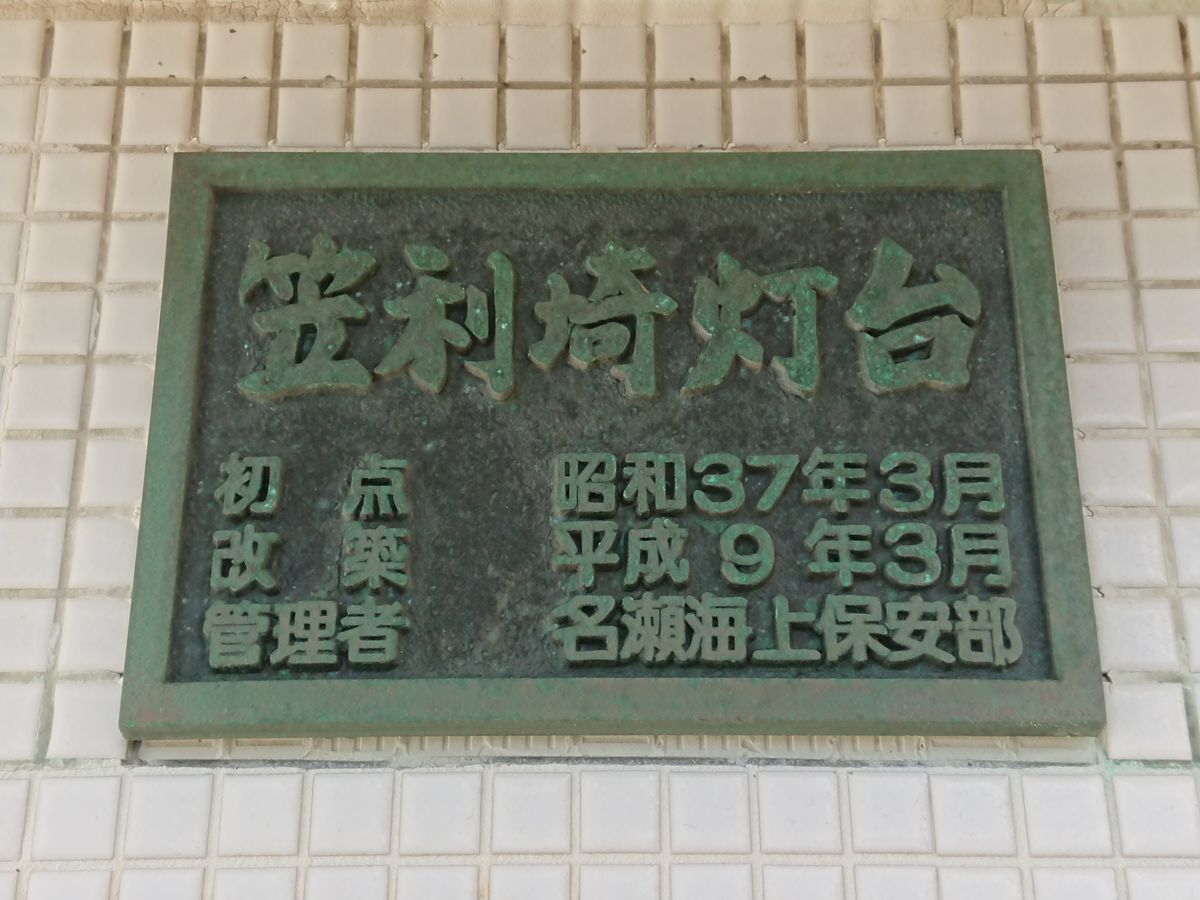 笠利埼灯台
初 点 昭和37年3月
改 築 平成9年3月
管理者 名瀬海上保安部